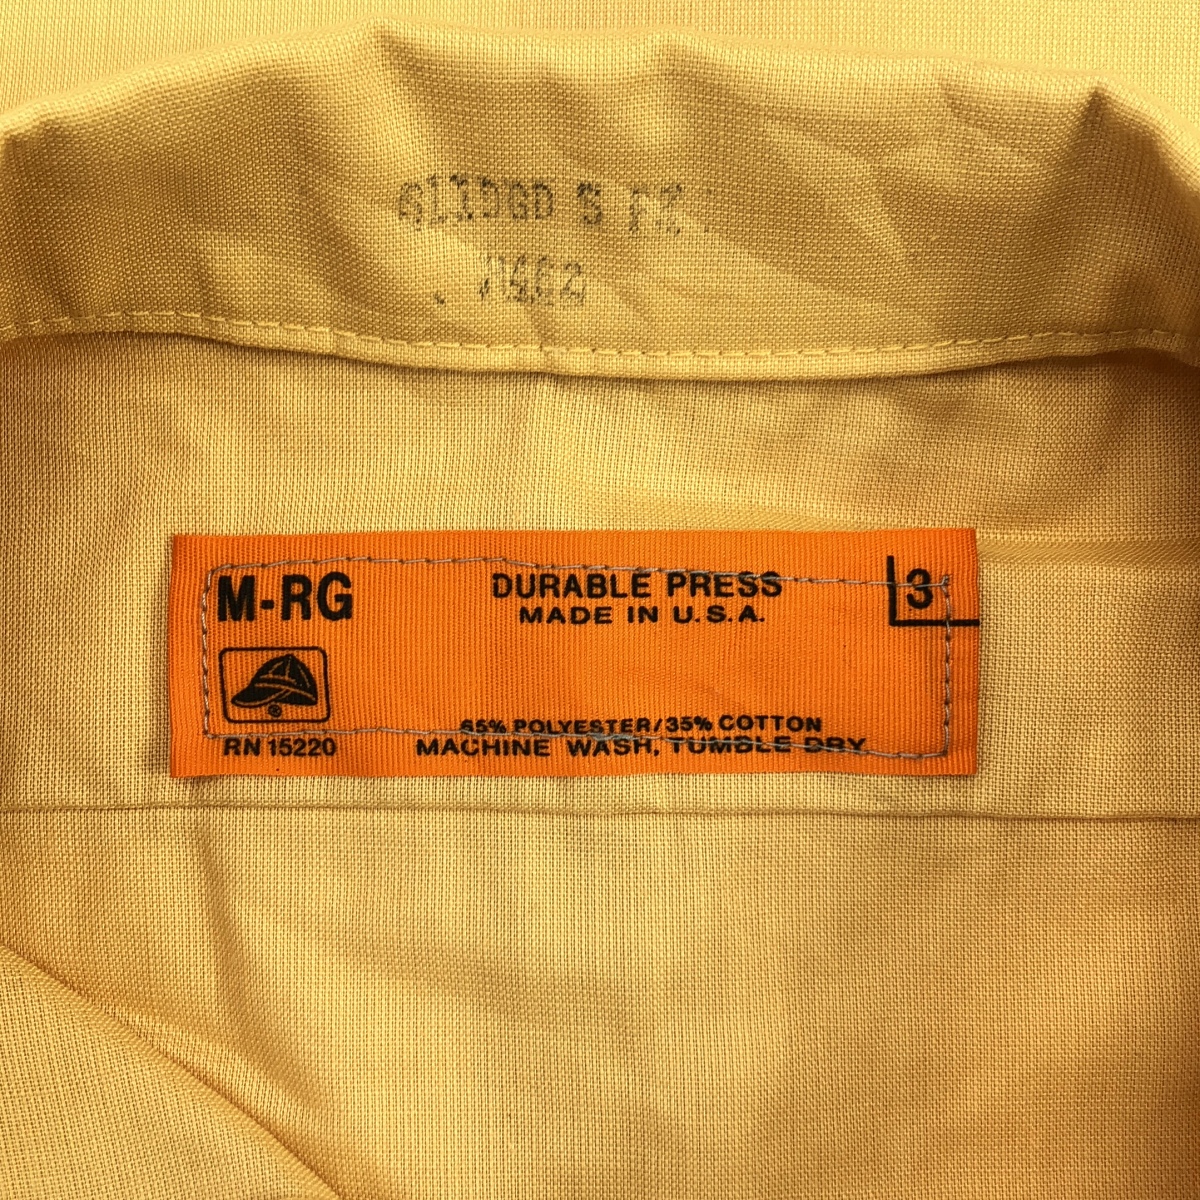 M-RG
DURABLE PRESS
MADE IN U.S.A.
3
65% POLYESTER/35% COTTON
RN 15220
MACHINE WASH, TUMBLE DRY